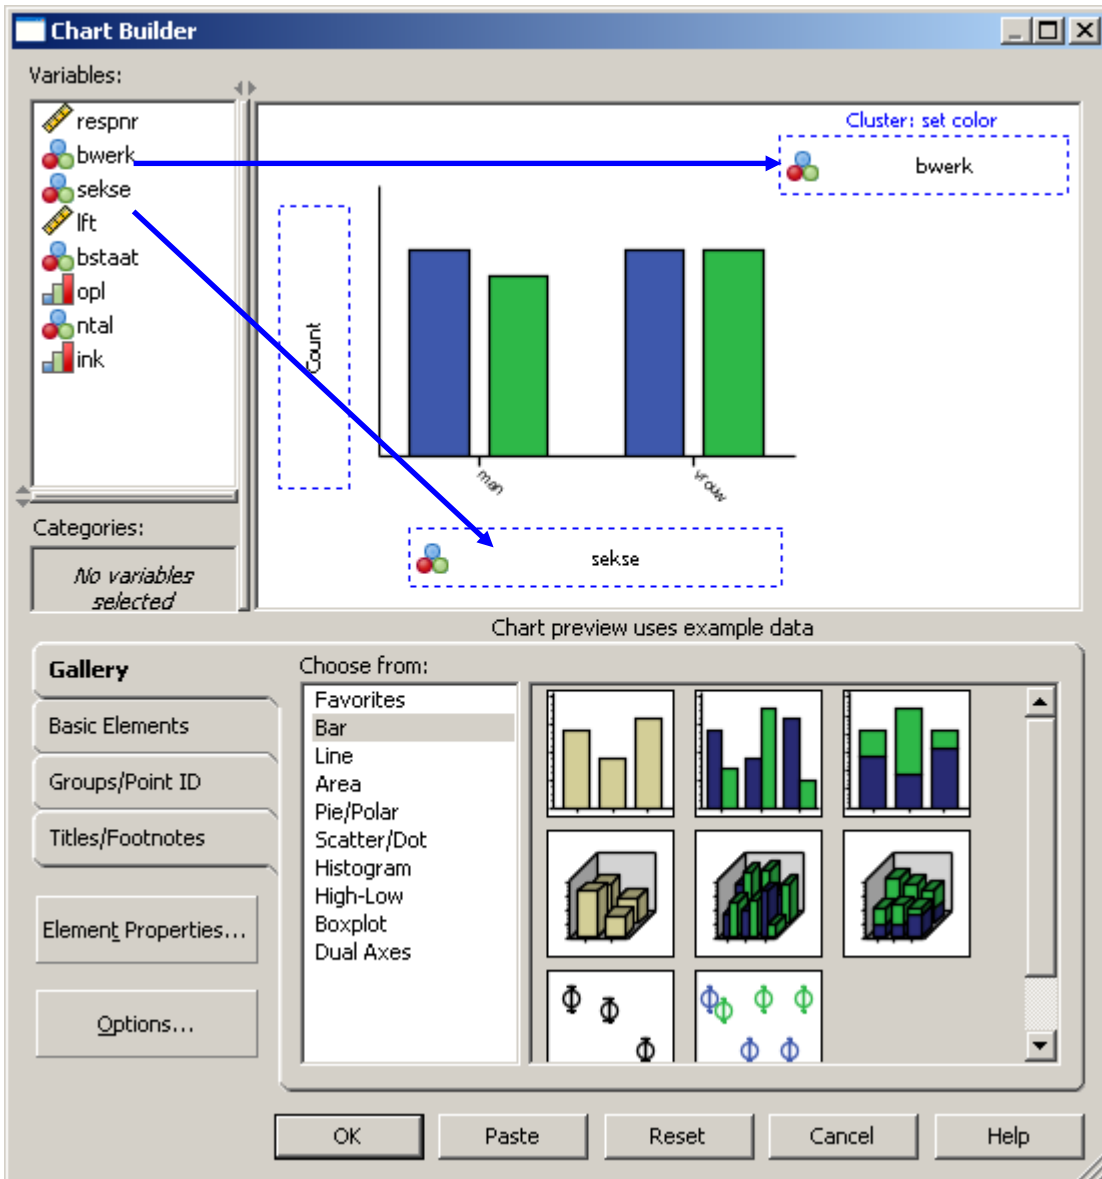 Chart Builder
Variables:
respnr
bwerk
sekse
lft
bstaat
opl
ntal
ink
Categories:
No variables
selected
Cluster: set color
bwerk
Count
man
vrouw
sekse
Chart preview uses example data
Gallery
Basic Elements
Groups/Point ID
Titles/Footnotes
Element Properties...
Options...
Choose from:
Favorites
Bar
Line
Area
Pie/Polar
Scatter/Dot
Histogram
High-Low
Boxplot
Dual Axes
OK
Paste
Reset
Cancel
Help